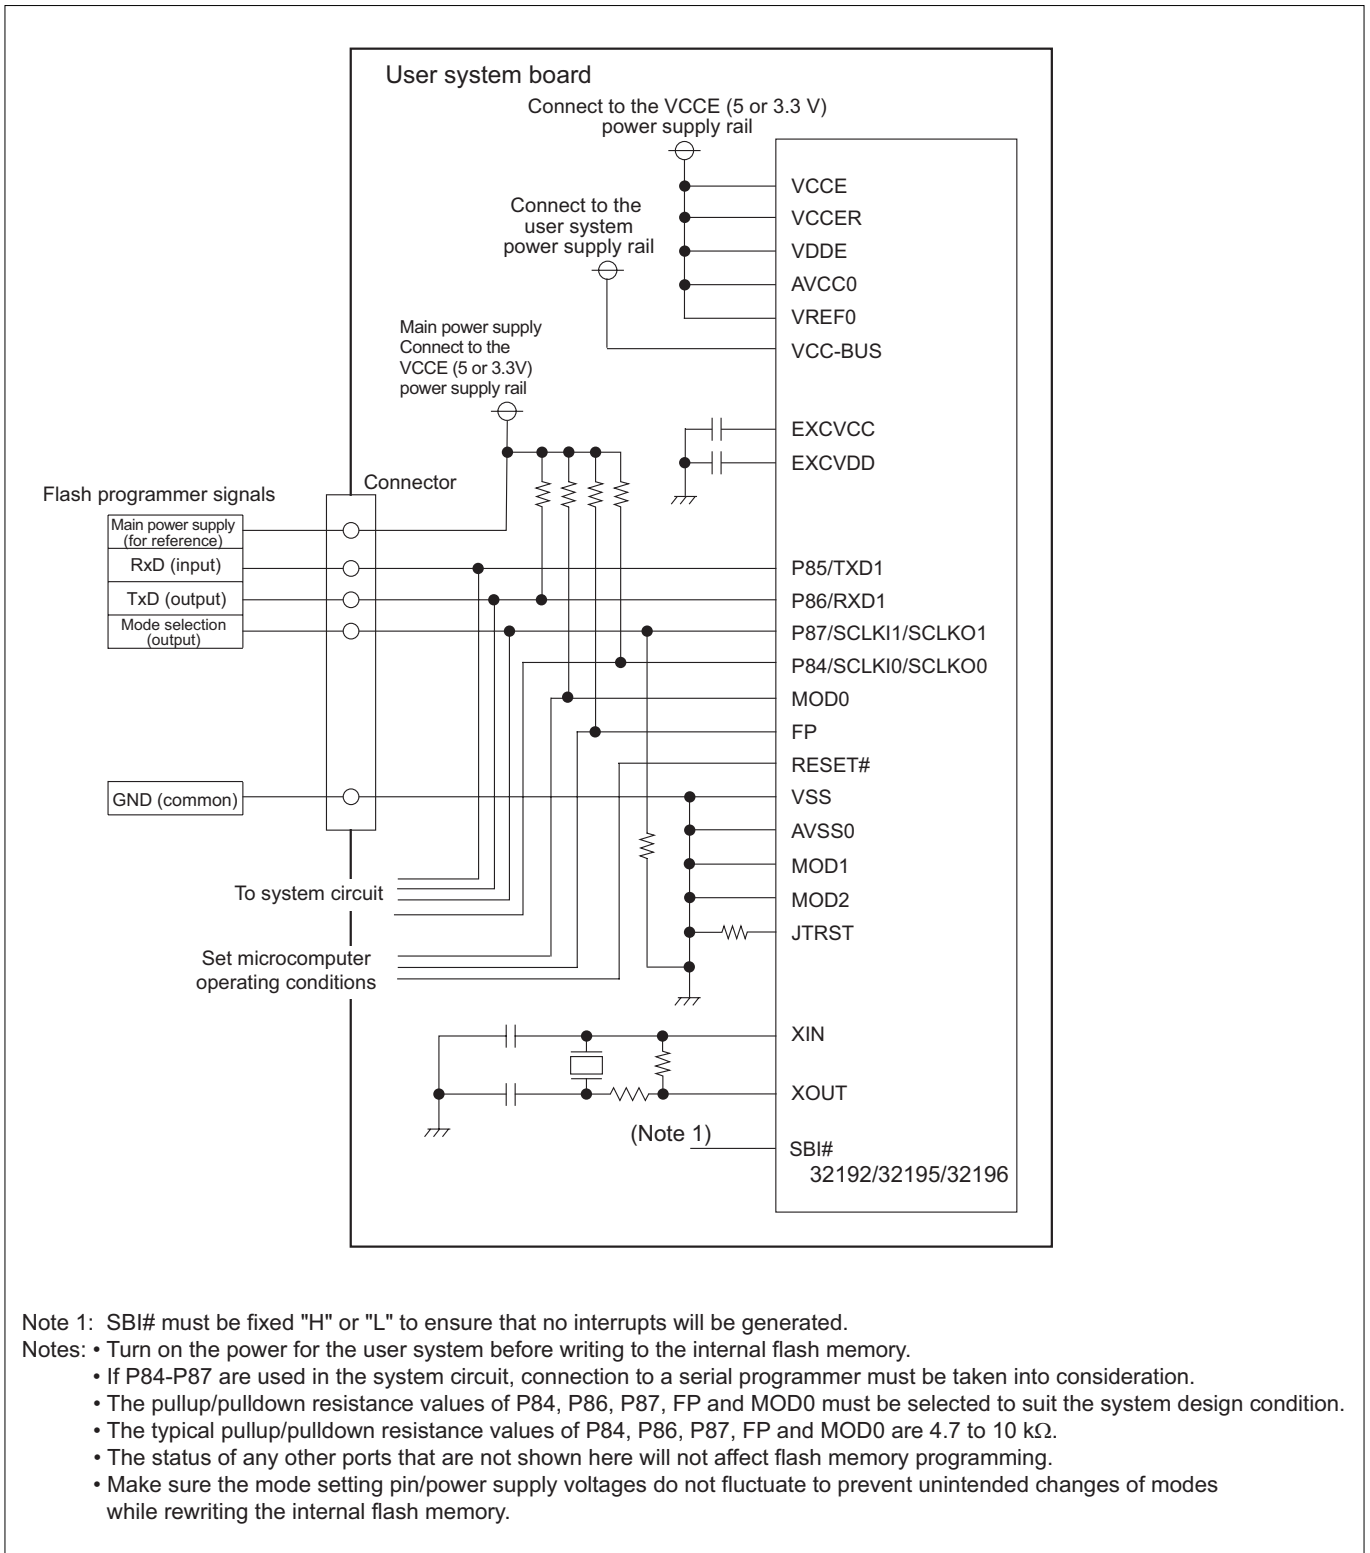 User system board
Connect to the VCCE (5 or 3.3 V)
power supply rail
VCCE
VCCER
Connect to the
user system
power supply rail
VDDE
AVCC0
VREF0
VCC-BUS
Main power supply
Connect to the
VCCE (5 or 3.3V)
power supply rail
EXCVCC
EXCVDD
Connector
Flash programmer signals
Main power supply
(for reference)
RxD (input)
TxD (output)
Mode selection
(output)
P85/TXD1
P86/RXD1
P87/SCLKI1/SCLKO1
P84/SCLKI0/SCLKO0
MOD0
FP
RESET#
GND (common)
VSS
AVSS0
MOD1
MOD2
JTRST
To system circuit
Set microcomputer
operating conditions
XIN
XOUT
(Note 1)
SBI#
32192/32195/32196
Note 1: SBI# must be fixed "H" or "L" to ensure that no interrupts will be generated.
Notes: • Turn on the power for the user system before writing to the internal flash memory.
• If P84-P87 are used in the system circuit, connection to a serial programmer must be taken into consideration.
• The pullup/pulldown resistance values of P84, P86, P87, FP and MOD0 must be selected to suit the system design condition.
• The typical pullup/pulldown resistance values of P84, P86, P87, FP and MOD0 are 4.7 to 10 kΩ.
• The status of any other ports that are not shown here will not affect flash memory programming.
• Make sure the mode setting pin/power supply voltages do not fluctuate to prevent unintended changes of modes
while rewriting the internal flash memory.